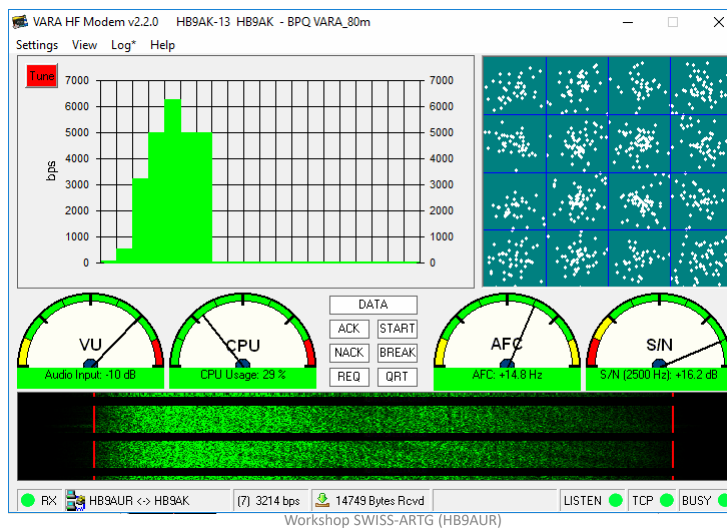 VARA HF Modem v2.2.0 HB9AK-13 HB9AK - BPQ VARA_80m
Settings View Log* Help
Tune
7000 7000
6000 6000
5000 5000
4000 4000
3000 3000
2000 2000
1000 1000
0 0
bps
DATA
ACK START
NACK BREAK
REQ QRT
VU
Audio Input: -10 dB
CPU
CPU Usage: 29 %
AFC
AFC: +14.8 Hz
S/N
S/N (2500 Hz): +16.2 dB
RX HB9AUR <-> HB9AK (7) 3214 bps 14749 Bytes Rcvd LISTEN TCP BUSY
Workshop SWISS-ARTG (HB9AUR)